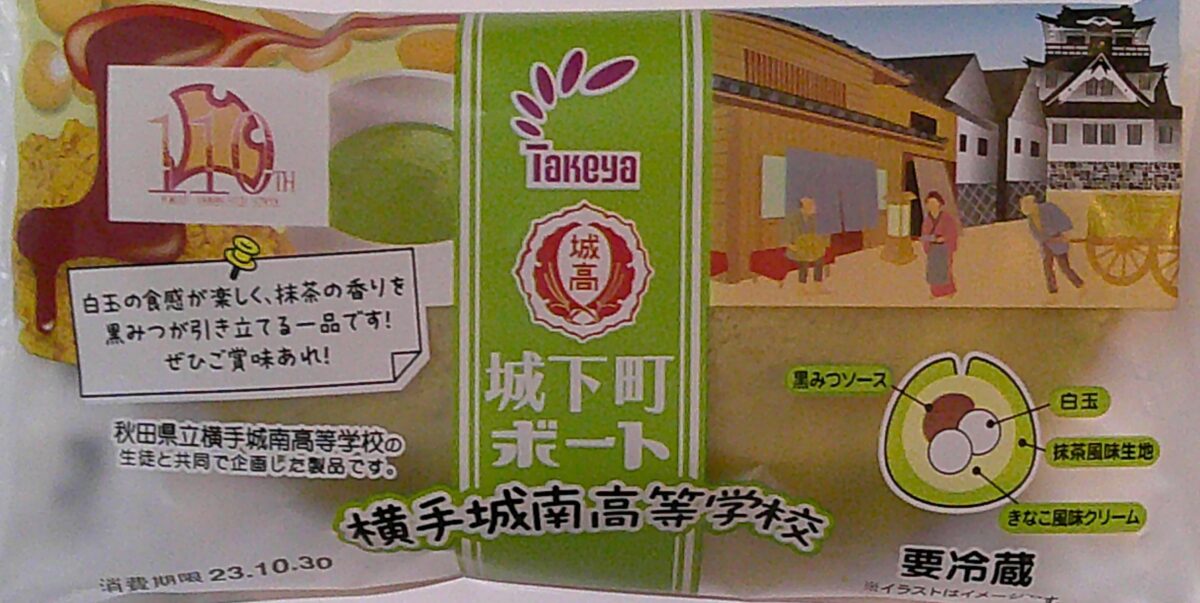 110TH
白玉の食感が楽しく、抹茶の香りを
黒みつが引き立てる一品です!
ぜひご賞味あれ!
秋田県立横手城南高等学校の
生徒と共同で企画した製品です。
消費期限 23.10.30
Takeya
城高
城下町
ボート
横手城南高等学校
黒みつソース
白玉
抹茶風味生地
きなこ風味クリーム
要冷蔵
※イラストはイメージです